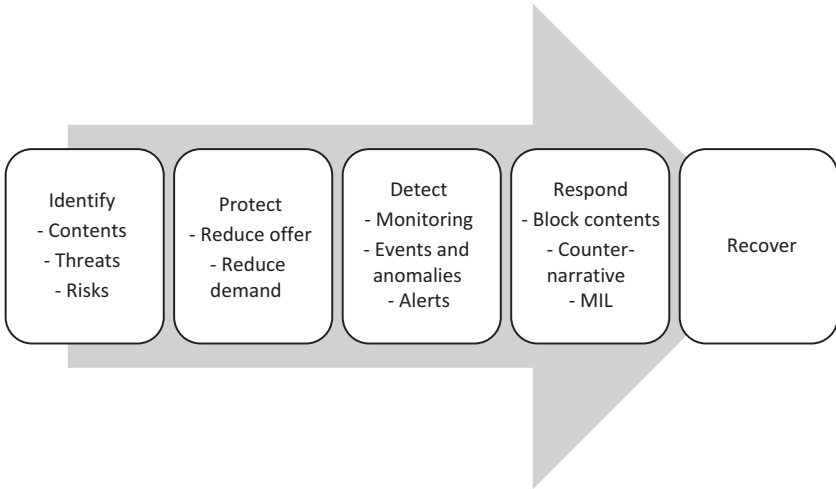 Identify
- Contents
- Threats
- Risks
Protect
- Reduce offer
- Reduce
demand
Detect
- Monitoring
- Events and
anomalies
- Alerts
Respond
- Block contents
- Counter-
narrative
- MIL
Recover